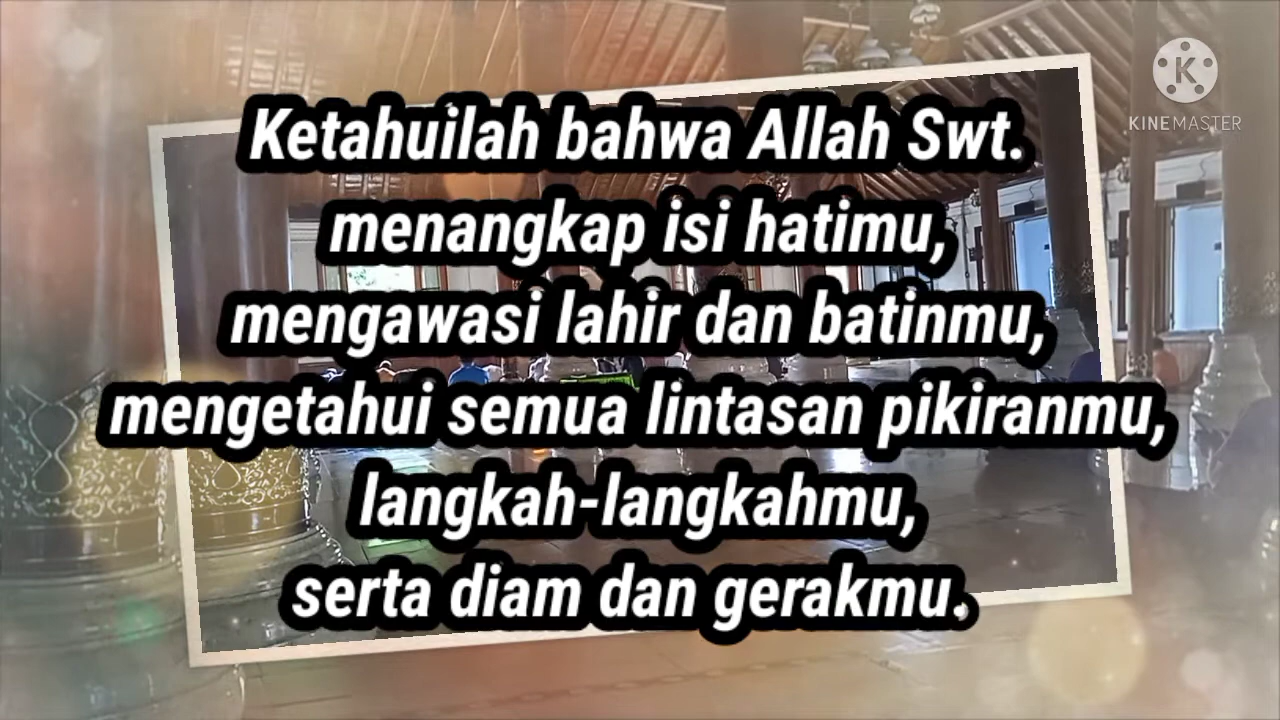 Ketahuilah bahwa Allah Swt.
menangkap isi hatimu,
mengawasi lahir dan batinmu,
mengetahui semua lintasan pikiranmu,
langkah-langkahmu,
serta diam dan gerakmu.
K
KINEMASTER